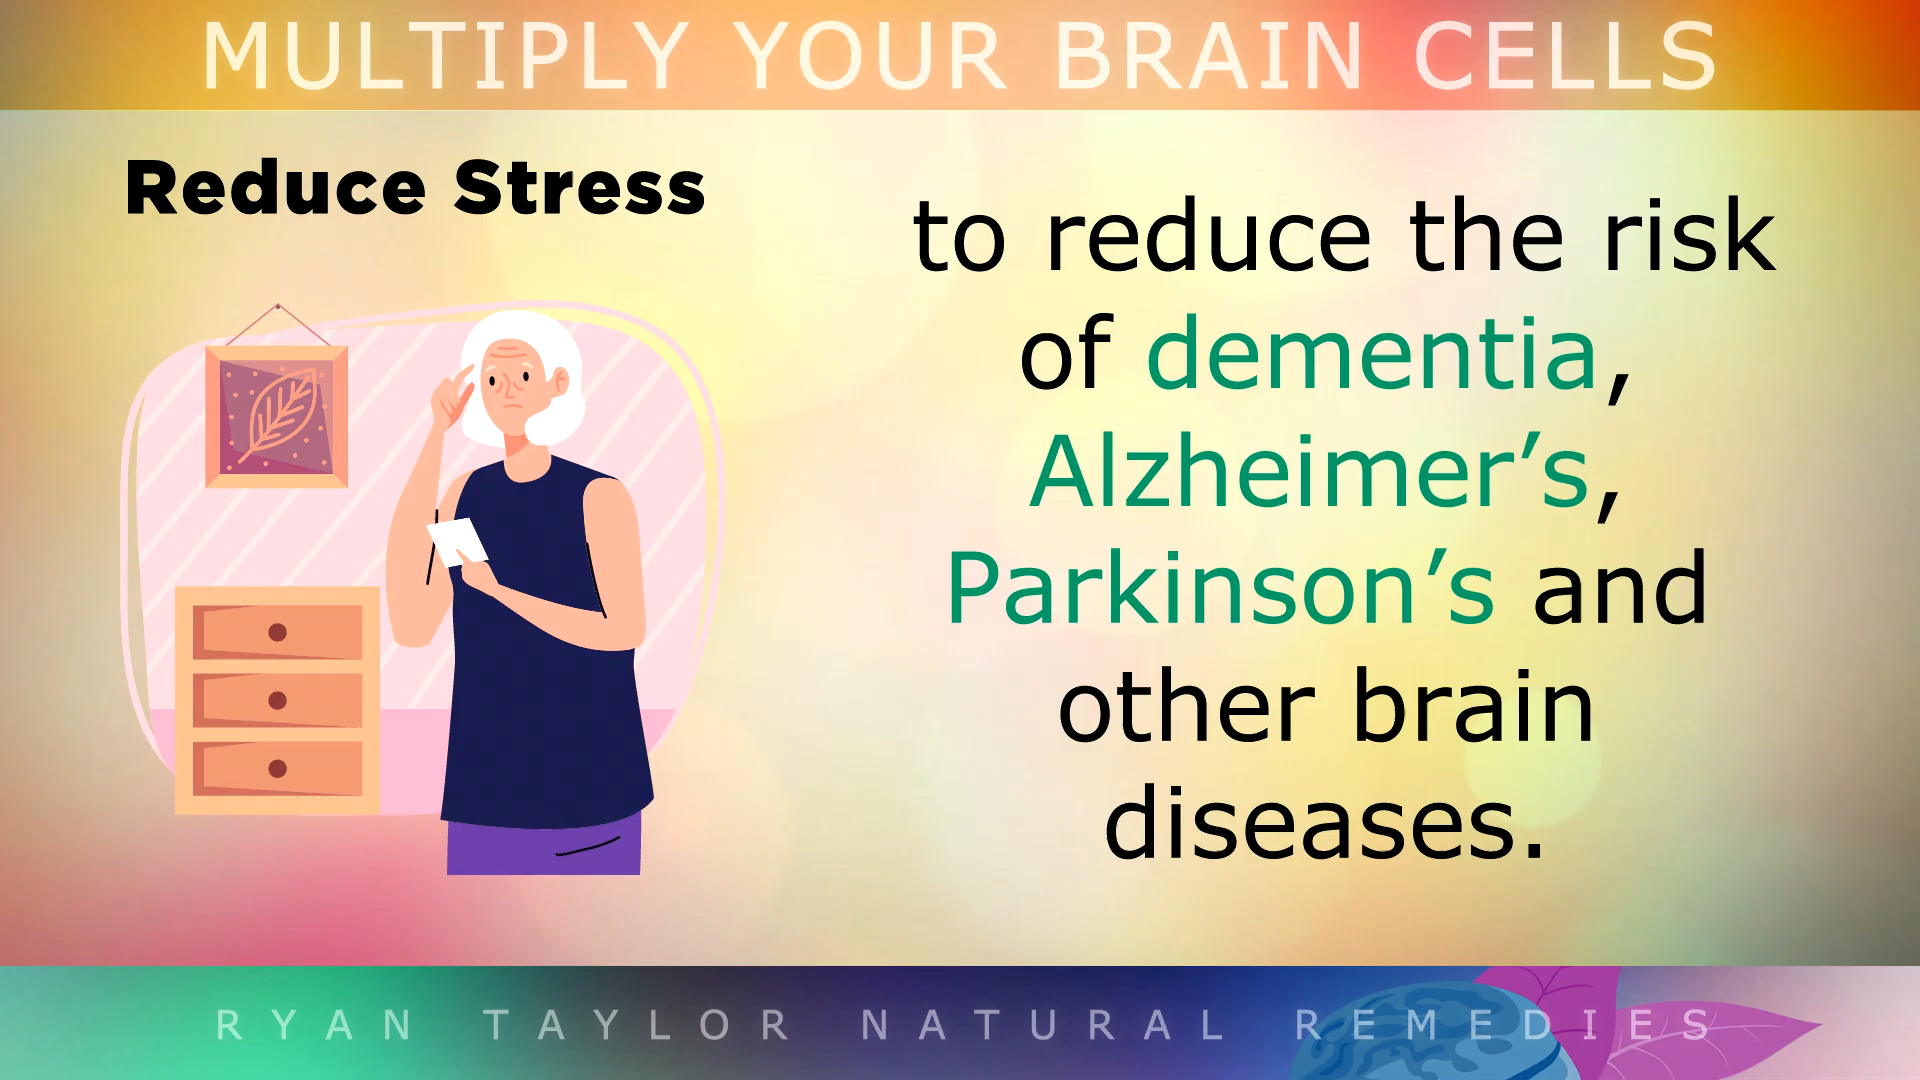 MULTIPLY YOUR BRAIN CELLS
Reduce Stress
to reduce the risk
of dementia,
Alzheimer’s,
Parkinson’s and
other brain
diseases.
RYAN TAYLOR NATURAL REMEDIES